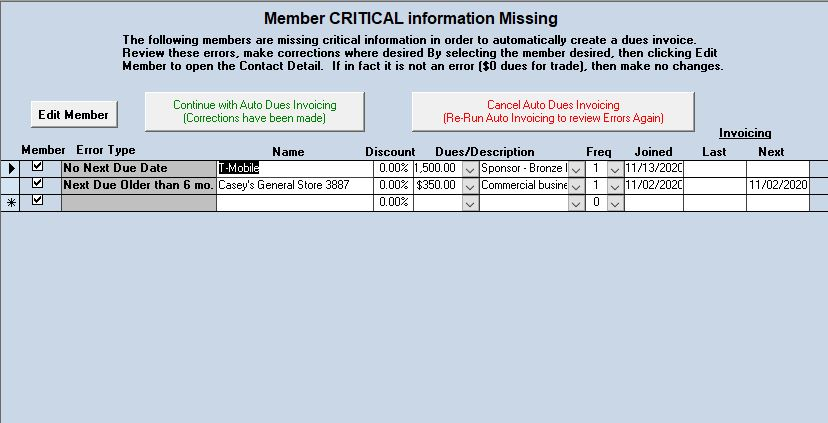 Member CRITICAL information Missing
The following members are missing critical information in order to automatically create a dues invoice.
Review these errors, make corrections where desired By selecting the member desired, then clicking Edit
Member to open the Contact Detail. If in fact it is not an error ($0 dues for trade), then make no changes.
Edit Member
Continue with Auto Dues Invoicing
(Corrections have been made)
Cancel Auto Dues Invoicing
(Re-Run Auto Invoicing to review Errors Again)
Invoicing
Member Error Type Name Discount Dues/Description Freq Joined Last Next
No Next Due Date T-Mobile 0.00% 1,500.00 Sponsor - Bronze 1 11/13/2020
Next Due Older than 6 mo. Casey's General Store 3887 0.00% $350.00 Commercial busine 1 11/02/2020 11/02/2020
0.00% 0